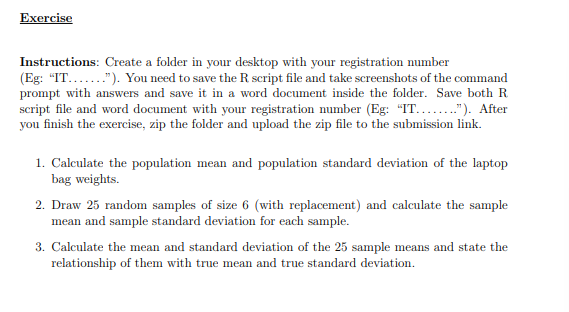 Exercise
Instructions: Create a folder in your desktop with your registration number
(Eg: “IT.......”). You need to save the R script file and take screenshots of the command
prompt with answers and save it in a word document inside the folder. Save both R
script file and word document with your registration number (Eg: “IT........”). After
you finish the exercise, zip the folder and upload the zip file to the submission link.
1. Calculate the population mean and population standard deviation of the laptop
bag weights.
2. Draw 25 random samples of size 6 (with replacement) and calculate the sample
mean and sample standard deviation for each sample.
3. Calculate the mean and standard deviation of the 25 sample means and state the
relationship of them with true mean and true standard deviation.